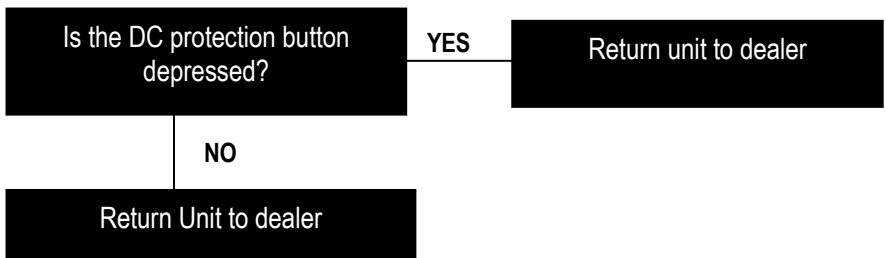 Is the DC protection button
depressed?
YES
Return unit to dealer
NO
Return Unit to dealer